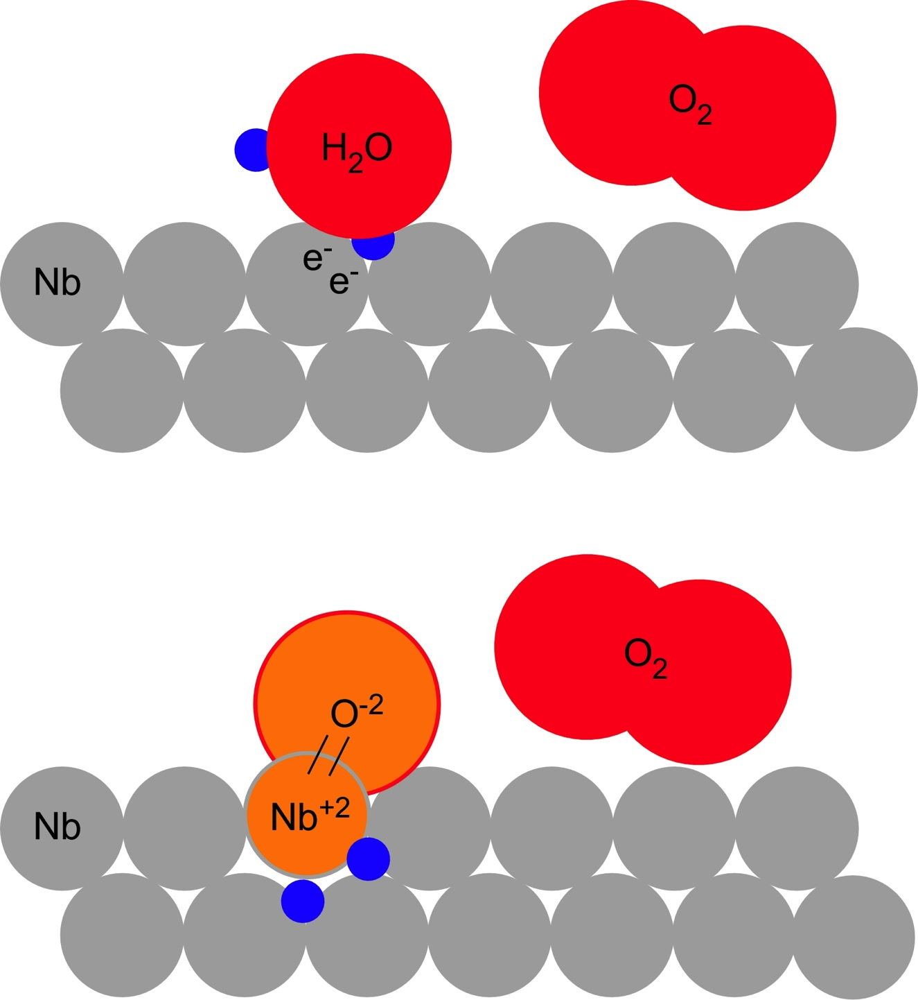 O₂
H₂O
e⁻
e⁻
Nb
O₂
O⁻²
Nb⁺²
Nb